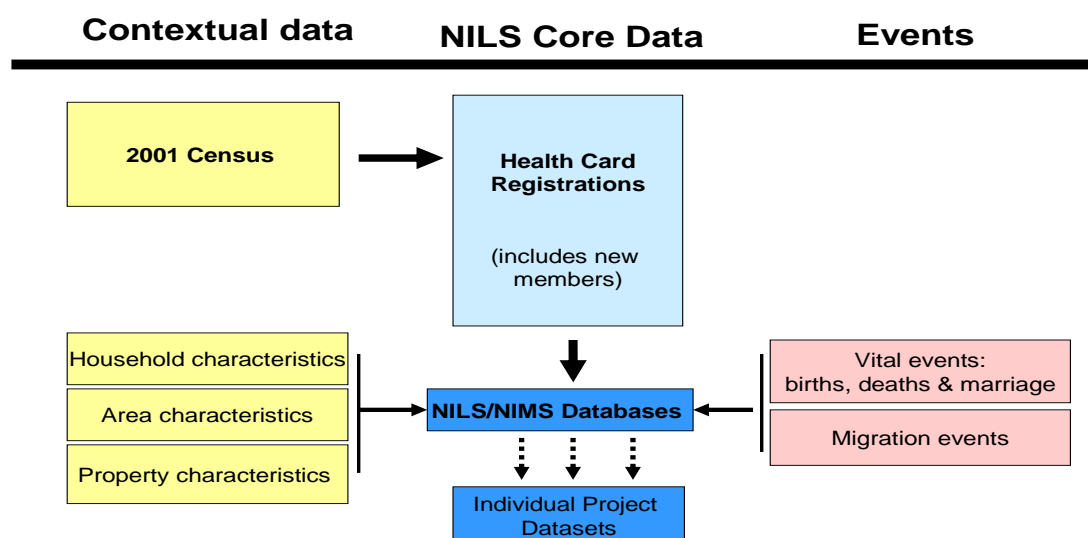 Contextual data
NILS Core Data
Events
2001 Census
Health Card
Registrations
(includes new
members)
Household characteristics
Area characteristics
Property characteristics
NILS/NIMS Databases
Vital events:
births, deaths & marriage
Migration events
Individual Project
Datasets